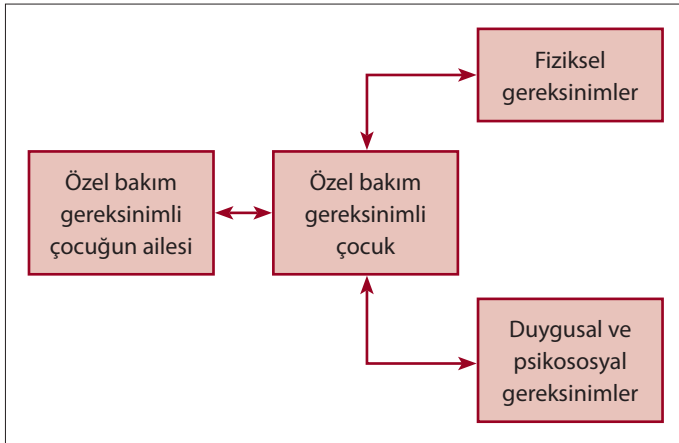 Fiziksel
gereksinimler
Özel bakım
gereksinimli
çocuğun ailesi
Özel bakım
gereksinimli
çocuk
Duygusal ve
psikososyal
gereksinimler